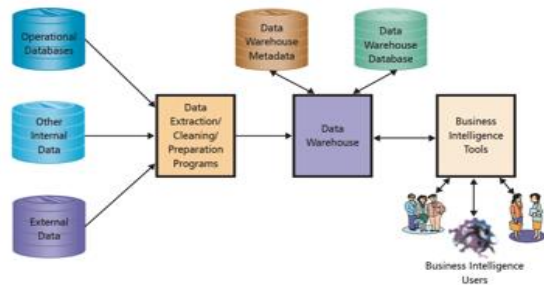 Operational
Databases
Data
Warehouse
Metadata
Data
Warehouse
Database
Other
Internal
Data
Data
Extraction/
Cleaning/
Preparation
Programs
Data
Warehouse
Business
Intelligence
Tools
External
Data
Business Intelligence
Users